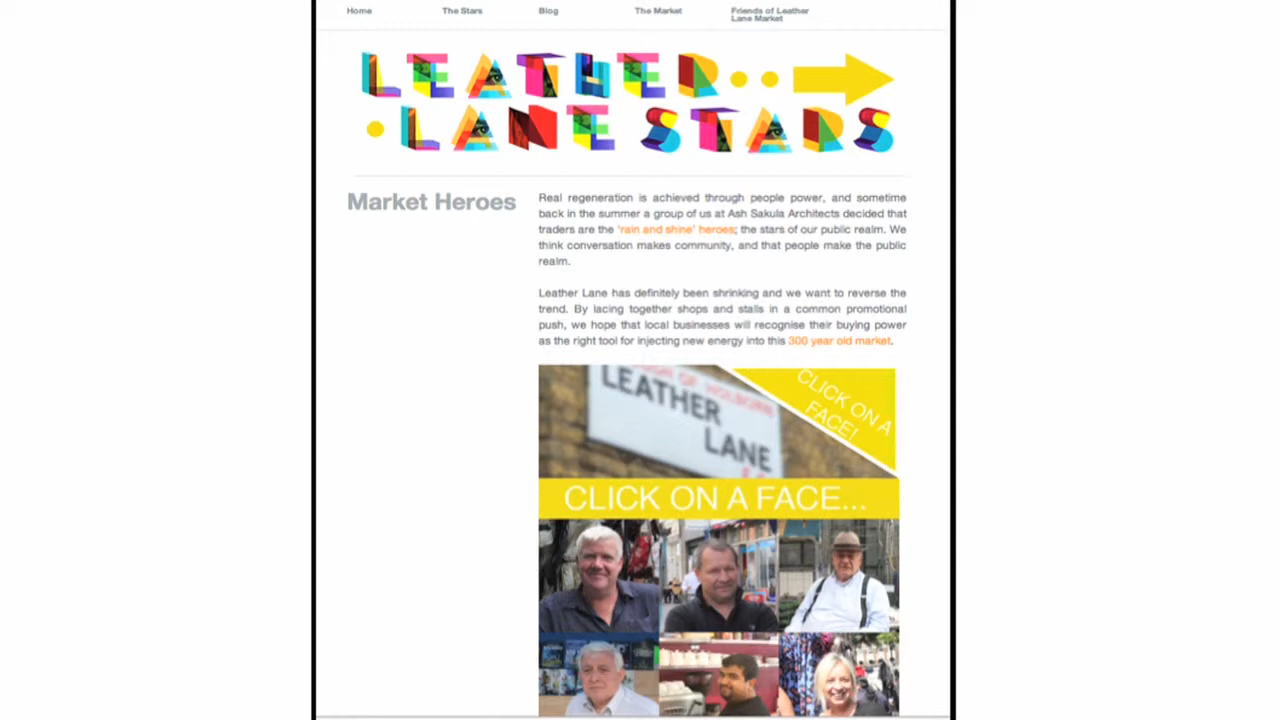 Home
The Stars
Blog
The Market
Friends of Leather
Lane Market
LEATHER
LANE STARS
Market Heroes
Real regeneration is achieved through people power, and sometime
back in the summer a group of us at Ash Sakula Architects decided that
traders are the 'rain and shine' heroes; the stars of our public realm. We
think conversation makes community, and that people make the public
realm.
Leather Lane has definitely been shrinking and we want to reverse the
trend. By lacing together shops and stalls in a common promotional
push, we hope that local businesses will recognise their buying power
as the right tool for injecting new energy into this 300 year old market.
OF HOLBORN
LEATHER
LANE
CLICK ON A
FACE!
CLICK ON A FACE...